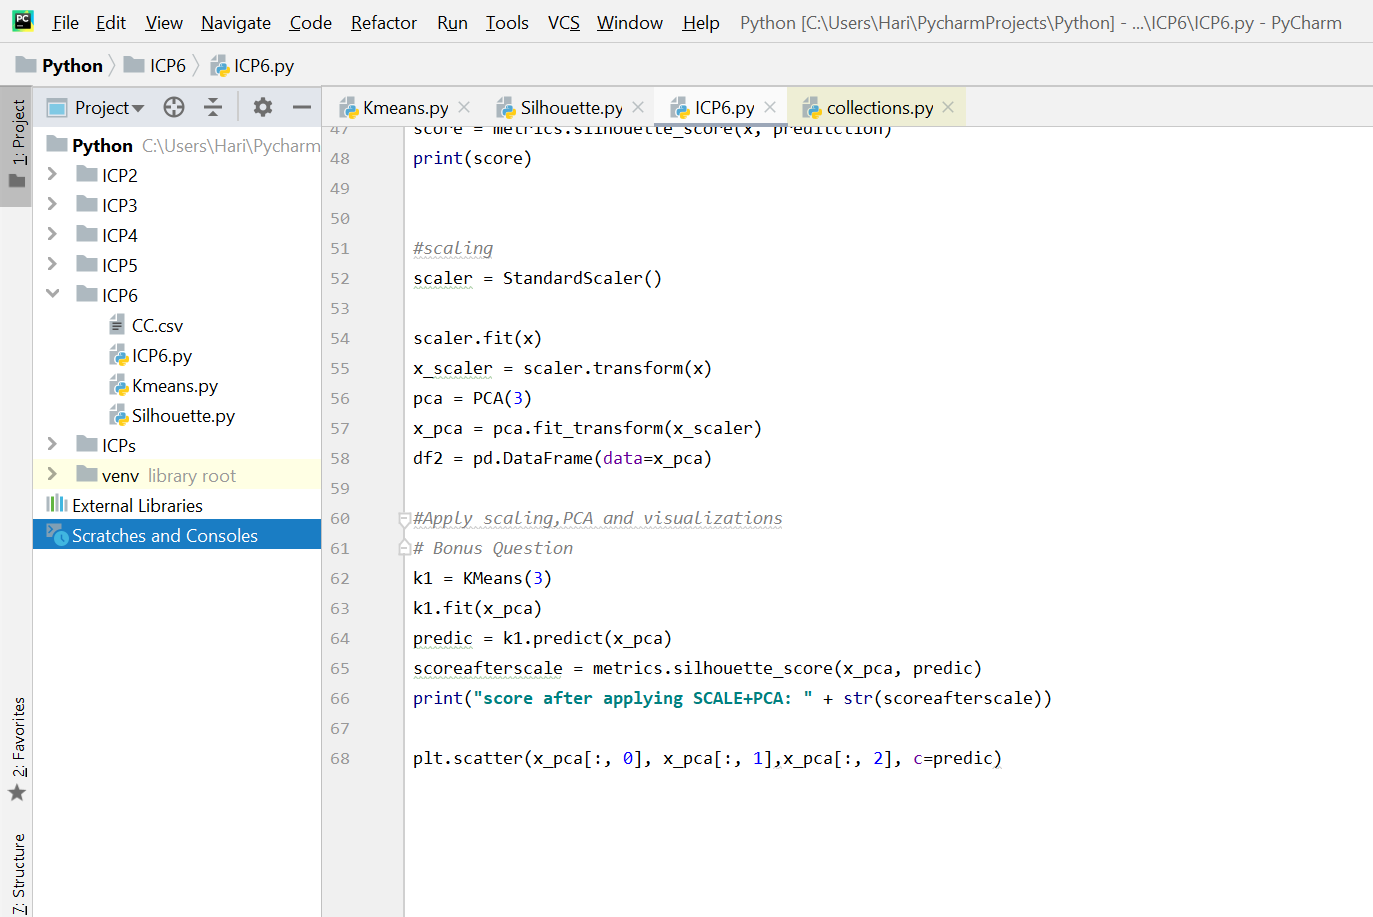 PC
File Edit View Navigate Code Refactor Run Tools VCS Window Help Python [C:\Users\Hari\PycharmProjects\Python] - ...\ICP6\ICP6.py - PyCharm
Python ICP6 ICP6.py
1: Project
Project
Kmeans.py Silhouette.py ICP6.py collections.py
Python C:\Users\Hari\Pycharm
ICP2
ICP3
ICP4
ICP5
ICP6
CC.csv
ICP6.py
Kmeans.py
Silhouette.py
ICPs
venv library root
External Libraries
Scratches and Consoles
2: Favorites
7: Structure
47 score = metrics.silhouette_score(x, prediction)
48 print(score)
49
50
51 #scaling
52 scaler = StandardScaler()
53
54 scaler.fit(x)
55 x_scaler = scaler.transform(x)
56 pca = PCA(3)
57 x_pca = pca.fit_transform(x_scaler)
58 df2 = pd.DataFrame(data=x_pca)
59
60 #Apply scaling,PCA and visualizations
61 # Bonus Question
62 k1 = KMeans(3)
63 k1.fit(x_pca)
64 predic = k1.predict(x_pca)
65 scoreafterscale = metrics.silhouette_score(x_pca, predic)
66 print("score after applying SCALE+PCA: " + str(scoreafterscale))
67
68 plt.scatter(x_pca[:, 0], x_pca[:, 1],x_pca[:, 2], c=predic)